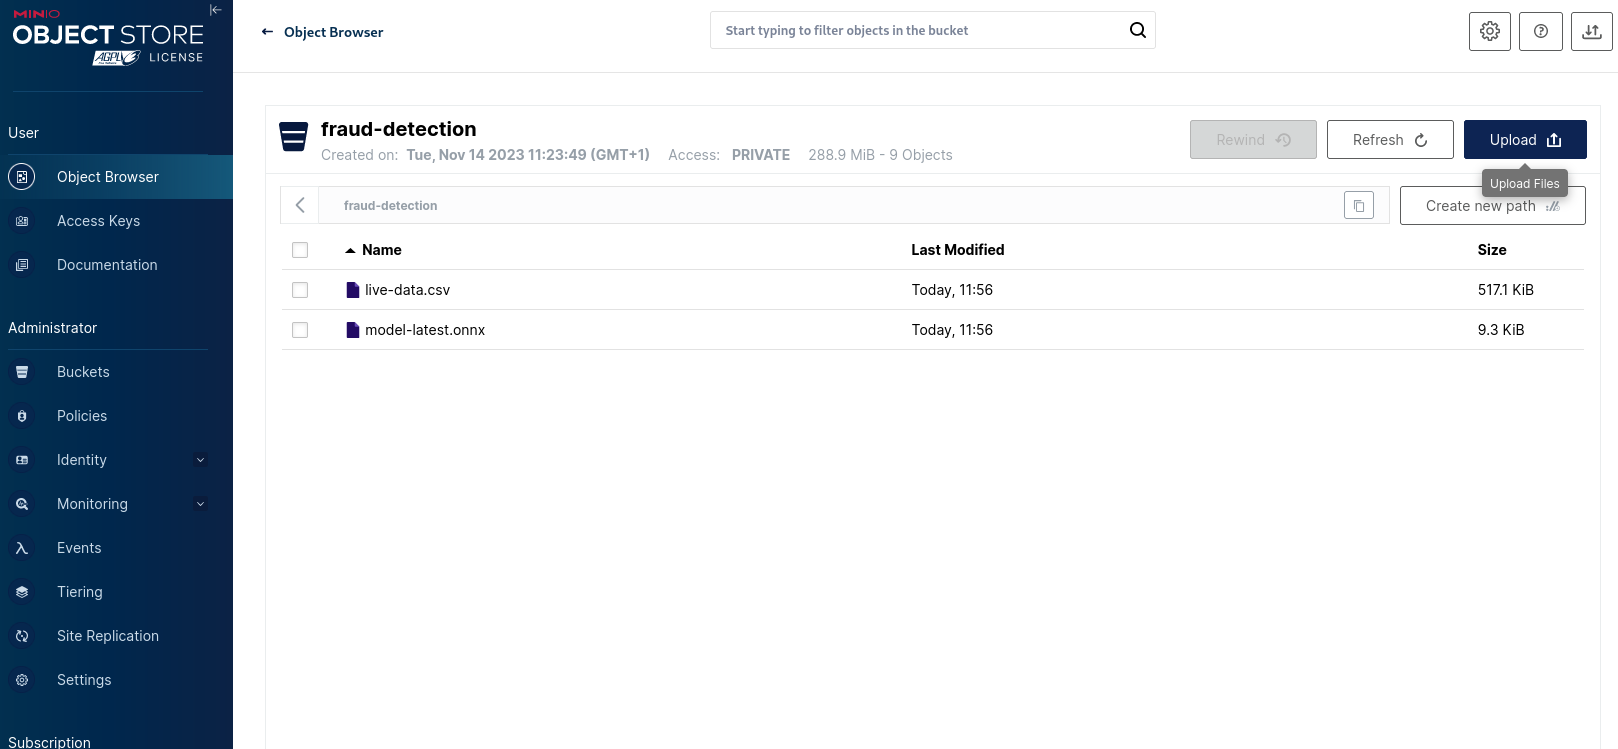 MINIO
OBJECT STORE
AGPLv3 LICENSE
User
Object Browser
Access Keys
Documentation
Administrator
Buckets
Policies
Identity
Monitoring
Events
Tiering
Site Replication
Settings
Subscription
Object Browser
Start typing to filter objects in the bucket
fraud-detection
Created on: Tue, Nov 14 2023 11:23:49 (GMT+1) Access: PRIVATE 288.9 MiB - 9 Objects
Rewind Refresh Upload
Upload Files
fraud-detection
Create new path
Name Last Modified Size
live-data.csv Today, 11:56 517.1 KiB
model-latest.onnx Today, 11:56 9.3 KiB